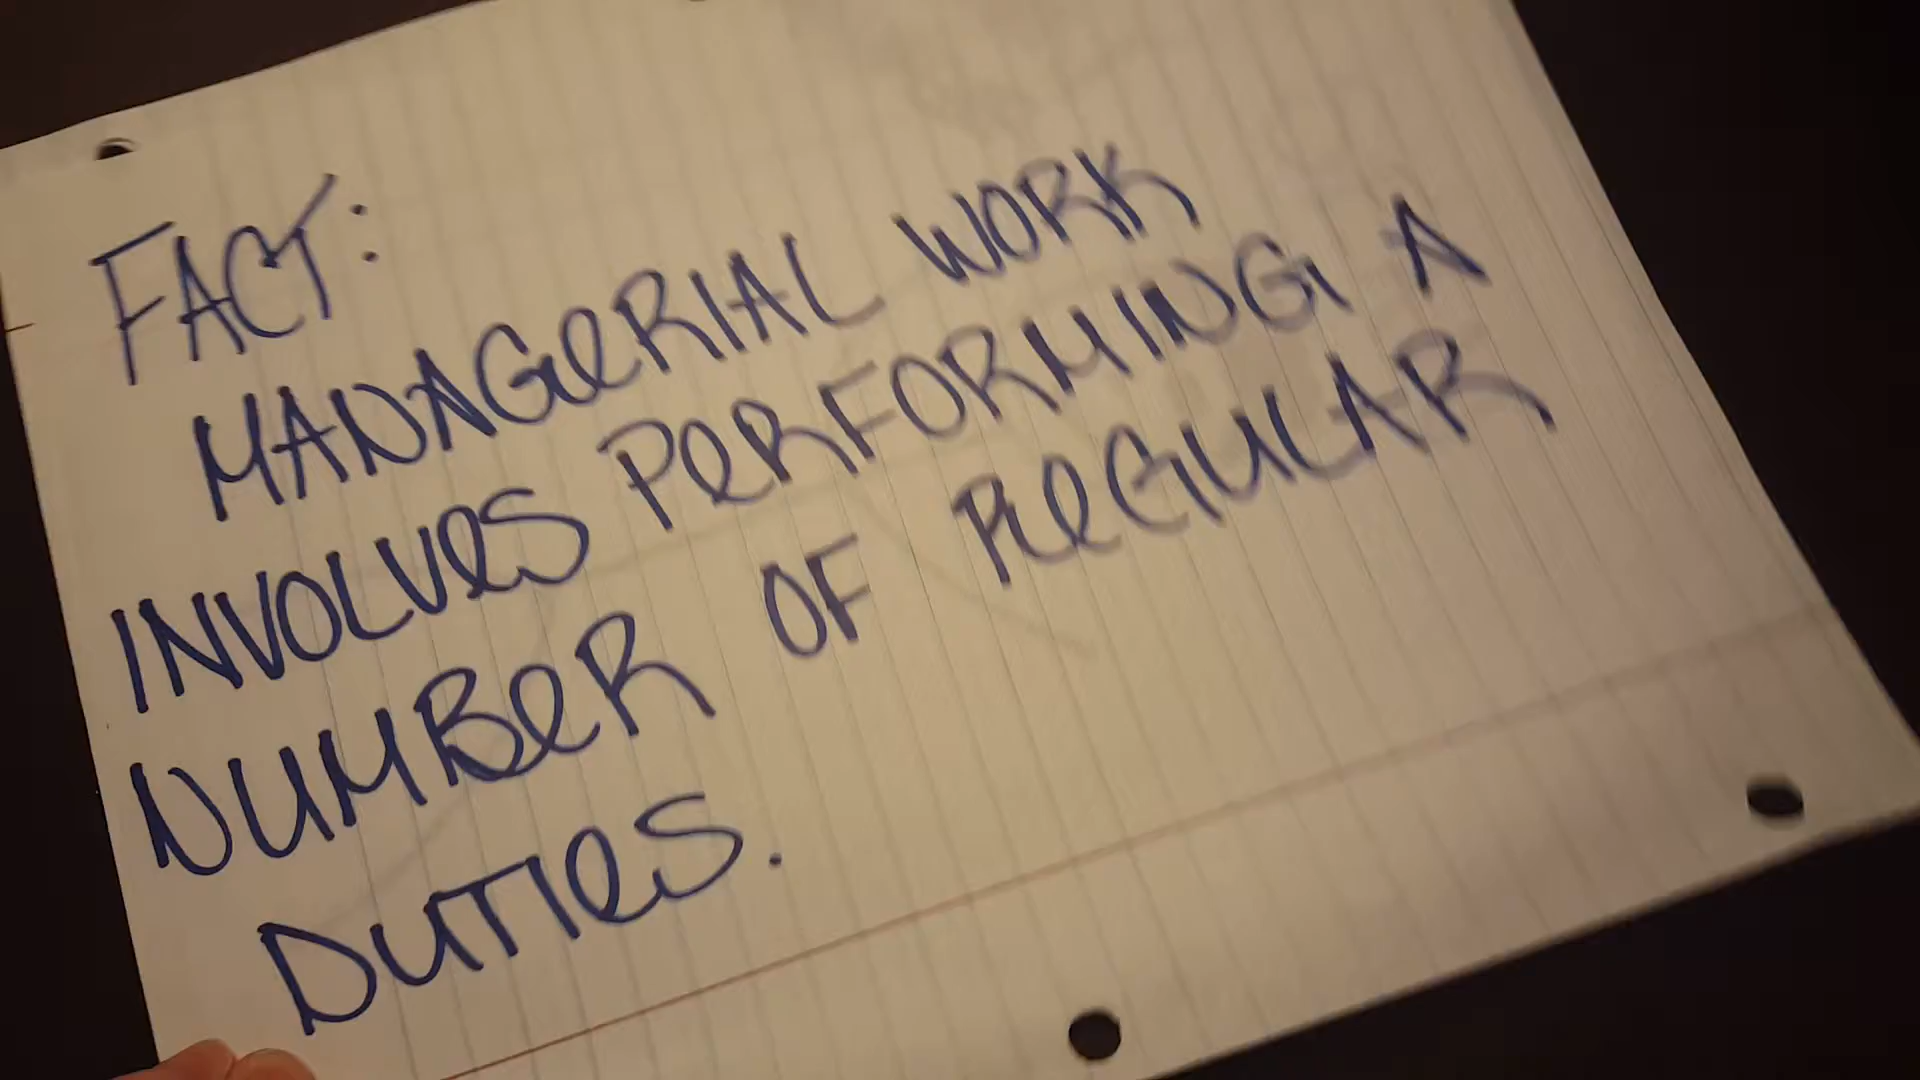 FACT:
MANAGeRIAL WORK
INVOLVeS PeRFORMING A
NUMBeR OF ReGULAR
DUTIeS.